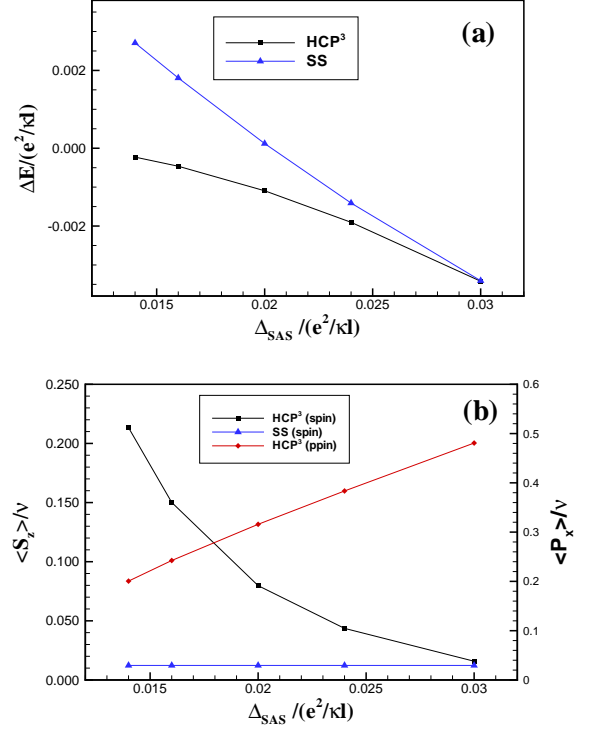 (a)
HCP³
SS
0.002
0.000
-0.002
ΔE/(e²/κl)
0.015 0.02 0.025 0.03
Δ_SAS /(e²/κl)
(b)
HCP³ (spin)
SS (spin)
HCP³ (ppin)
0.250
0.200
0.150
0.100
0.050
0.000
<S_z>/ν
0.6
0.5
0.4
0.3
0.2
0.1
0
<P_x>/ν
0.015 0.02 0.025 0.03
Δ_SAS /(e²/κl)